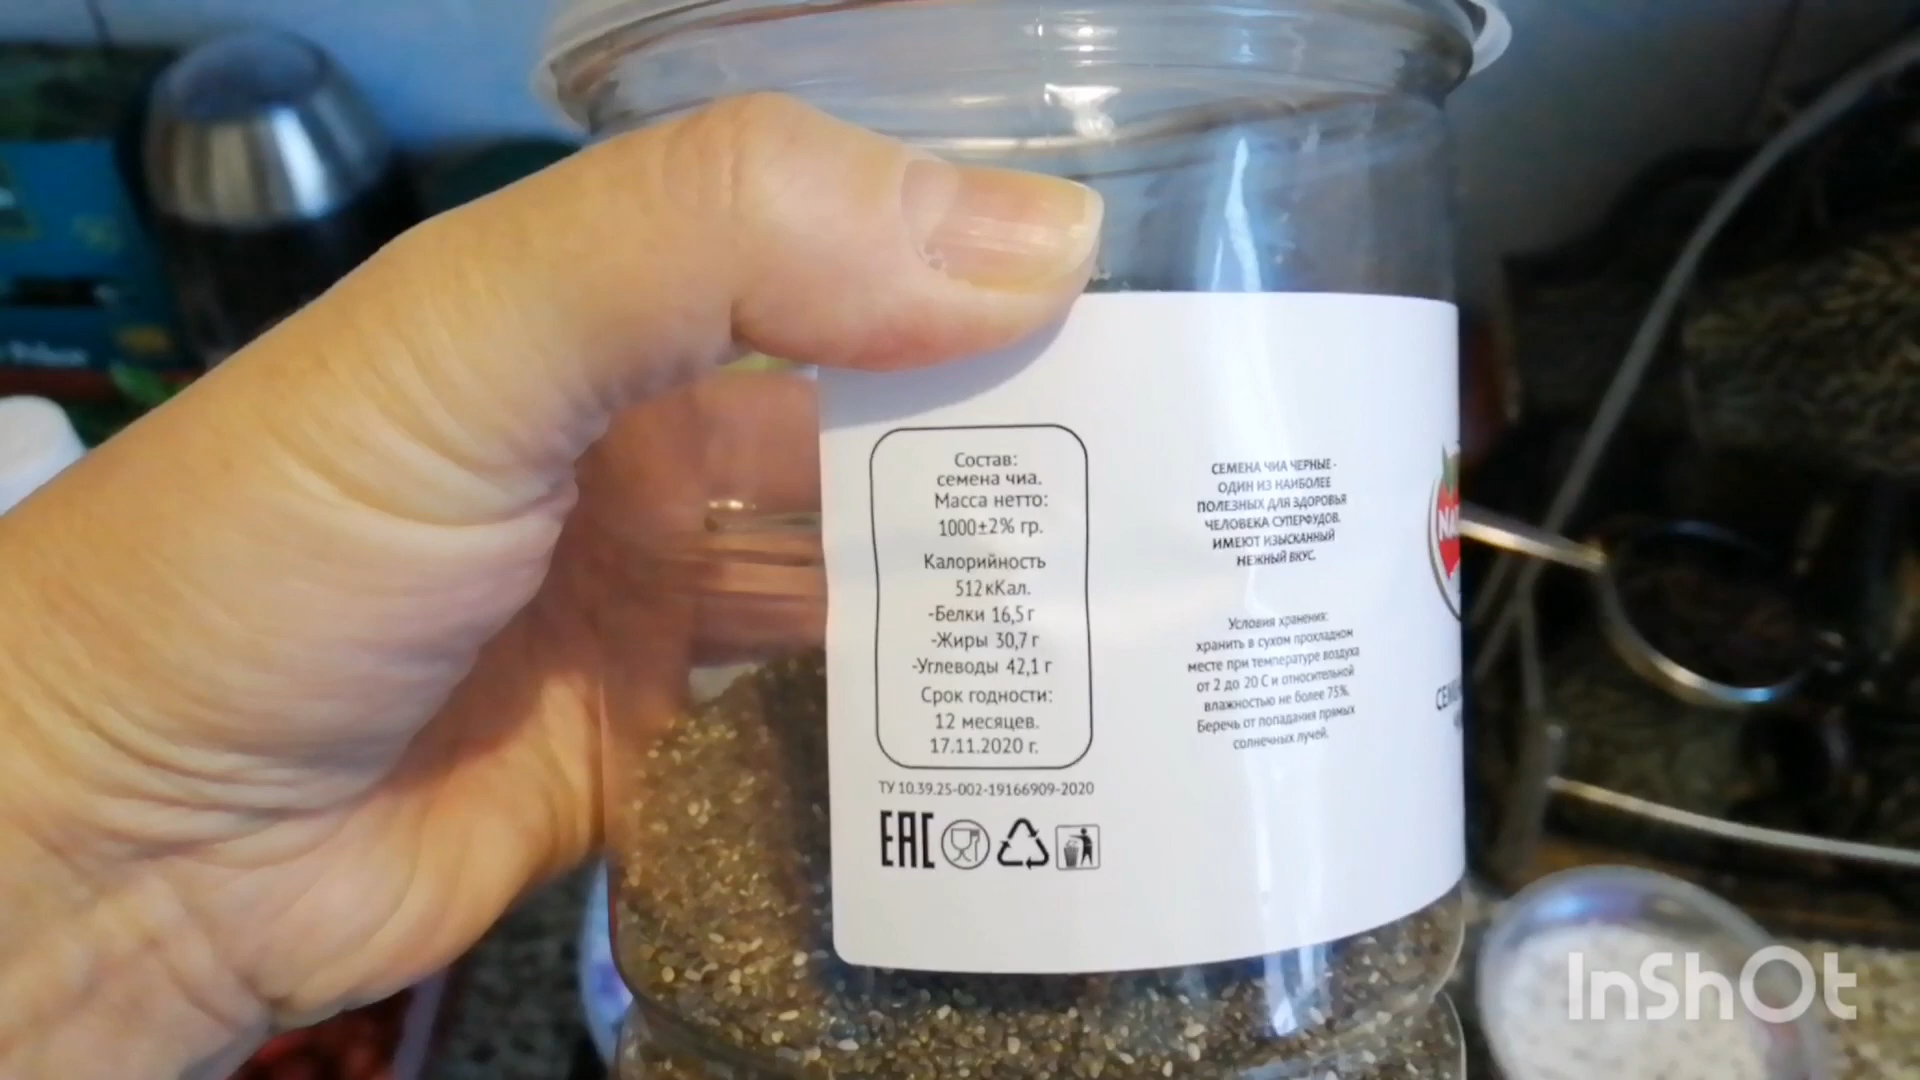 Состав:
семена чиа.
Масса нетто:
1000±2% гр.
Калорийность
512кКал.
-Белки 16,5 г
-Жиры 30,7 г
-Углеводы 42,1 г
Срок годности:
12 месяцев.
17.11.2020 г.
ТУ 10.39.25-002-19166909-2020
EAC
СЕМЕНА ЧИА ЧЕРНЫЕ -
ОДИН ИЗ НАИБОЛЕЕ
ПОЛЕЗНЫХ ДЛЯ ЗДОРОВЬЯ
ЧЕЛОВЕКА СУПЕРФУДОВ.
ИМЕЮТ ИЗЫСКАННЫЙ
НЕЖНЫЙ ВКУС.
Условия хранения:
хранить в сухом прохладном
месте при температуре воздуха
от 2 до 20 С и относительной
влажностью не более 75%.
Беречь от попадания прямых
солнечных лучей.
InShOt